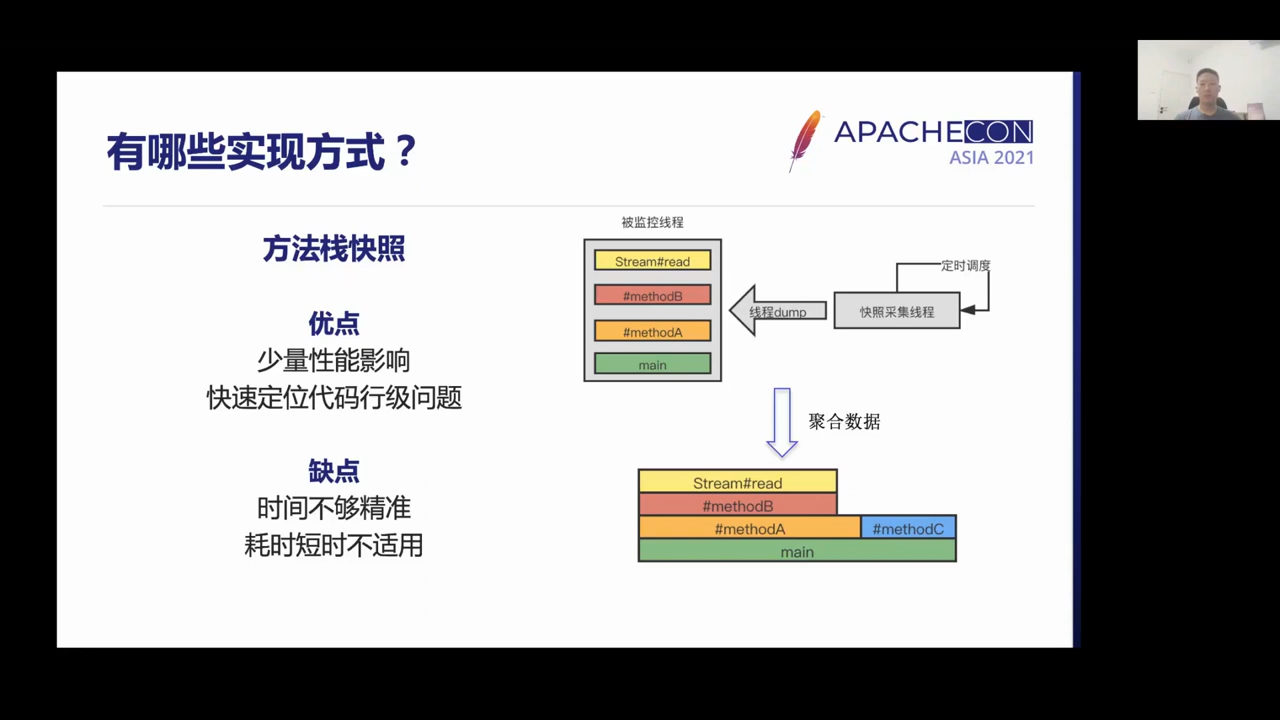 有哪些实现方式？
APACHECON
ASIA 2021
方法栈快照
优点
少量性能影响
快速定位代码行级问题
缺点
时间不够精准
耗时短时不适用
被监控线程
Stream#read
#methodB
#methodA
main
线程dump
定时调度
快照采集线程
聚合数据
Stream#read
#methodB
#methodA
#methodC
main